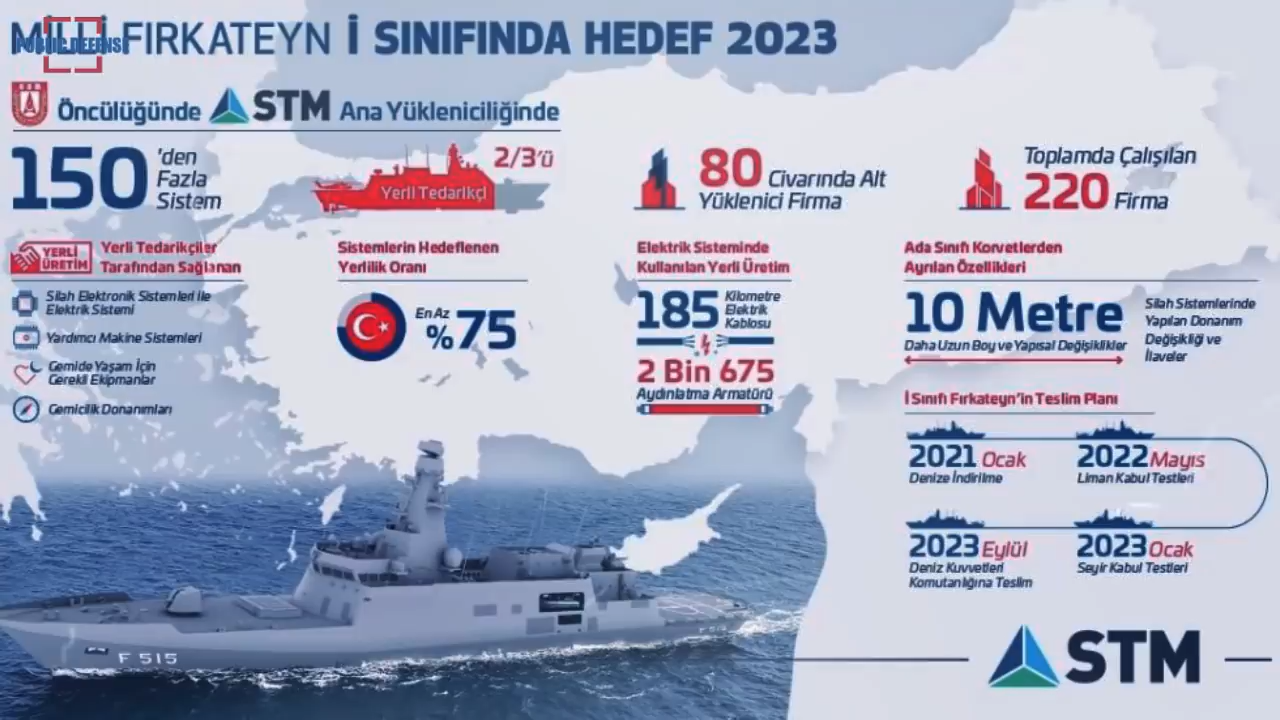 MİLLİ FIRKATEYN İ SINIFINDA HEDEF 2023
PUBLIC DEFENSE
Öncülüğünde STM Ana Yükleniciliğinde
150 'den
Fazla
Sistem
Yerli Tedarikçi
2/3'ü
80 Civarında Alt
Yüklenici Firma
Toplamda Çalışılan
220 Firma
YERLİ
ÜRETİM
Yerli Tedarikçiler
Tarafından Sağlanan
Silah Elektronik Sistemleri ile
Elektrik Sistemi
Yardımcı Makine Sistemleri
Gemide Yaşam İçin
Gerekli Ekipmanlar
Gemicilik Donanımları
Sistemlerin Hedeflenen
Yerlilik Oranı
En Az
%75
Elektrik Sisteminde
Kullanılan Yerli Üretim
185 Kilometre
Elektrik
Kablosu
2 Bin 675
Aydınlatma Armatürü
Ada Sınıfı Korvetlerden
Ayrılan Özellikleri
10 Metre
Daha Uzun Boy ve Yapısal Değişiklikler
Silah Sistemlerinde
Yapılan Donanım
Değişikliği ve
İlaveler
İ Sınıfı Fırkateyn'in Teslim Planı
2021 Ocak
Denize İndirilme
2022 Mayıs
Liman Kabul Testleri
2023 Eylül
Deniz Kuvvetleri
Komutanlığına Teslim
2023 Ocak
Seyir Kabul Testleri
F 515
STM